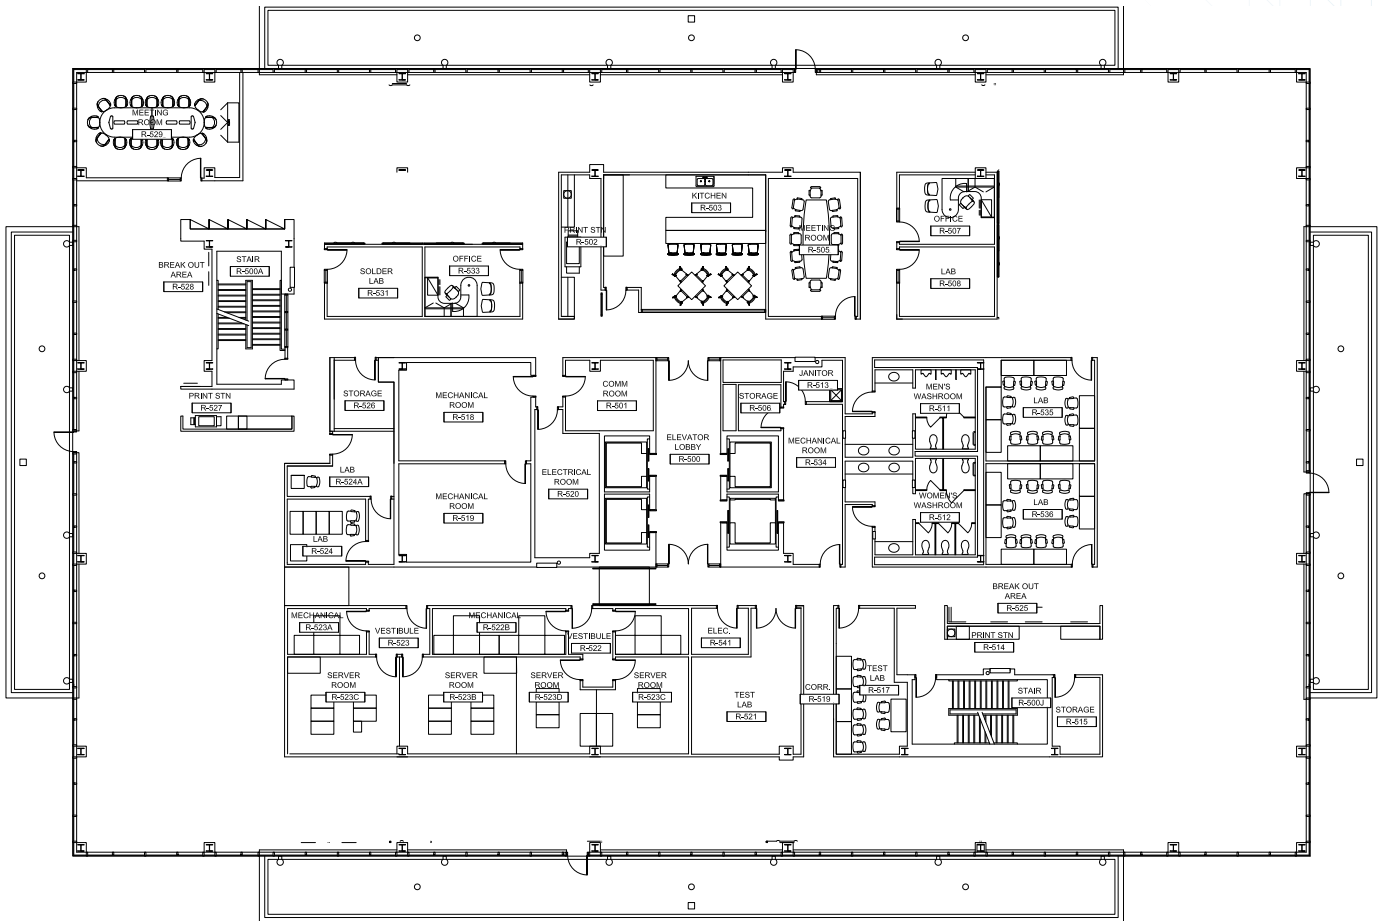 MEETING
ROOM
R-529
KITCHEN
R-503
PRINT STN
R-502
MEETING
ROOM
R-505
OFFICE
R-507
BREAK OUT
AREA
R-528
STAIR
R-500A
SOLDER
LAB
R-531
OFFICE
R-533
LAB
R-508
PRINT STN
R-527
STORAGE
R-526
MECHANICAL
ROOM
R-518
COMM
ROOM
R-501
STORAGE
R-506
JANITOR
R-513
MEN'S
WASHROOM
R-511
LAB
R-535
ELEVATOR
LOBBY
R-500
MECHANICAL
ROOM
R-534
LAB
R-524A
ELECTRICAL
ROOM
R-520
MECHANICAL
ROOM
R-519
WOMEN'S
WASHROOM
R-512
LAB
R-536
LAB
R-524
BREAK OUT
AREA
R-525
MECHANICAL
R-523A
VESTIBULE
R-523
MECHANICAL
R-522B
VESTIBULE
R-522
ELEC.
R-541
PRINT STN
R-514
SERVER
ROOM
R-523C
SERVER
ROOM
R-523B
SERVER
ROOM
R-523D
SERVER
ROOM
R-523C
TEST
LAB
R-521
CORR.
R-519
TEST
LAB
R-517
STAIR
R-500J
STORAGE
R-515